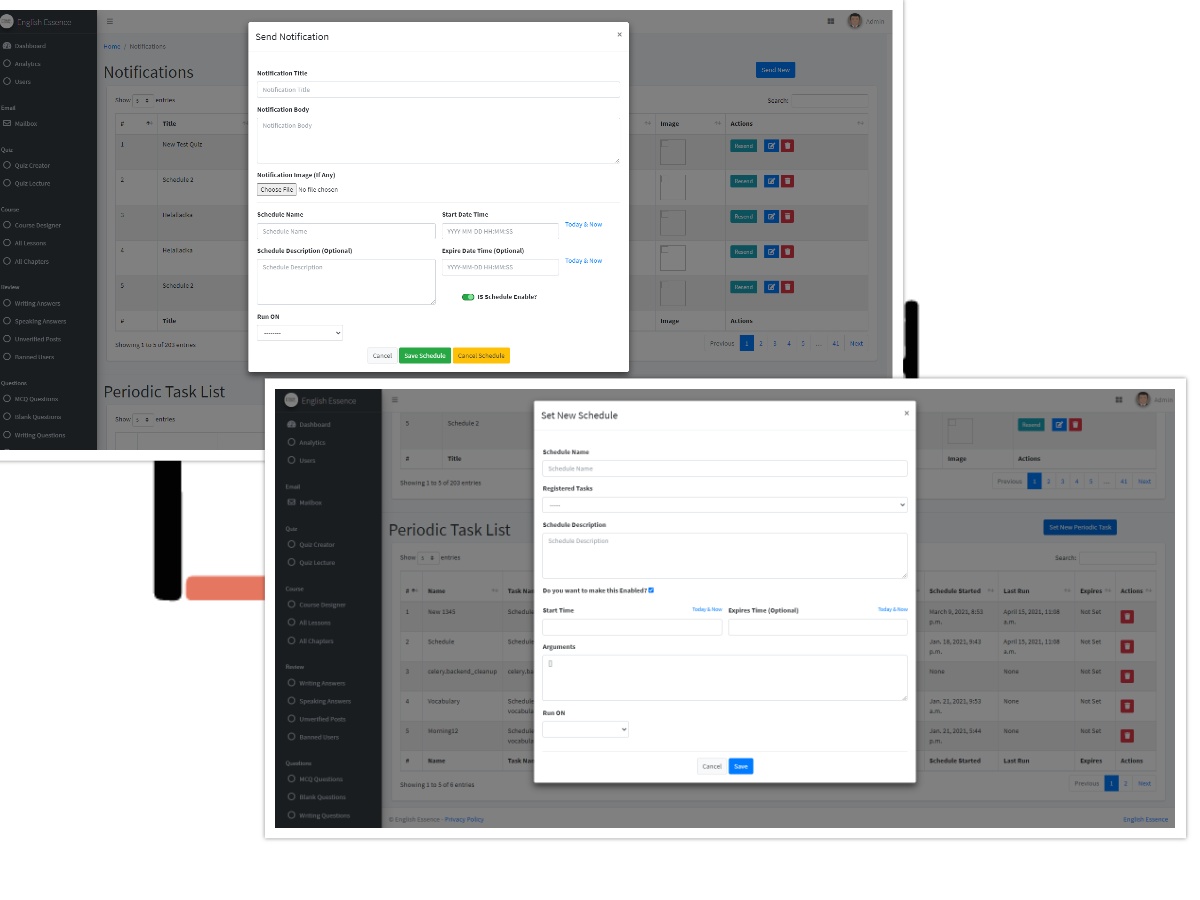 English Essence
Admin
Dashboard
Analytics
Users
Email
Mailbox
Quiz
Quiz Creator
Quiz Lecture
Course
Course Designer
All Lessons
All Chapters
Review
Writing Answers
Speaking Answers
Unverified Posts
Banned Users
Questions
MCQ Questions
Blank Questions
Writing Questions
Home / Notifications
Notifications
Send New
Show 5 entries
Search:
# Title Image Actions
1 New Test Quiz Resend
2 Schedule 2 Resend
3 Resend
4 Resend
5 Schedule 2 Resend
# Title Image Actions
Showing 1 to 5 of 203 entries
Previous 1 2 3 4 5 ... 41 Next
Periodic Task List
Show 5 entries
Send Notification ×
Notification Title
Notification Title
Notification Body
Notification Body
Notification Image (If Any)
Choose File No file chosen
Schedule Name Start Date Time
Schedule Name YYYY-MM-DD HH:MM:SS Today & Now
Schedule Description (Optional) Expire Date Time (Optional)
Schedule Description YYYY-MM-DD HH:MM:SS Today & Now
IS Schedule Enable?
Run ON
--------
Cancel Save Schedule Cancel Schedule
English Essence
Admin
Dashboard
Analytics
Users
Email
Mailbox
Quiz
Quiz Creator
Quiz Lecture
Course
Course Designer
All Lessons
All Chapters
Review
Writing Answers
Speaking Answers
Unverified Posts
Banned Users
Questions
MCQ Questions
Blank Questions
Writing Questions
5 Schedule 2 Resend
# Title Image Actions
Showing 1 to 5 of 203 entries
Previous 1 2 3 4 5 ... 41 Next
Periodic Task List
Set New Periodic Task
Show 5 entries
Search:
# Name Task Schedule Started Last Run Expires Actions
1 New 1345 March 9, 2021, 8:53 p.m. April 15, 2021, 11:08 a.m. Not Set
2 Schedule Jan. 18, 2021, 9:43 p.m. April 15, 2021, 11:08 a.m. Not Set
3 celery.backend_cleanup None None Not Set
4 Vocabulary Jan. 21, 2021, 9:53 a.m. None Not Set
5 Morning12 Jan. 21, 2021, 5:44 p.m. None Not Set
# Name Schedule Started Last Run Expires Actions
Showing 1 to 5 of 6 entries
Previous 1 2 Next
© English Essence - Privacy Policy
English Essence
Set New Schedule ×
Schedule Name
Schedule Name
Registered Tasks
-----
Schedule Description
Schedule Description
Do you want to make this Enabled?
Start Time Today & Now Expires Time (Optional) Today & Now
Arguments
[]
Run ON
Cancel Save